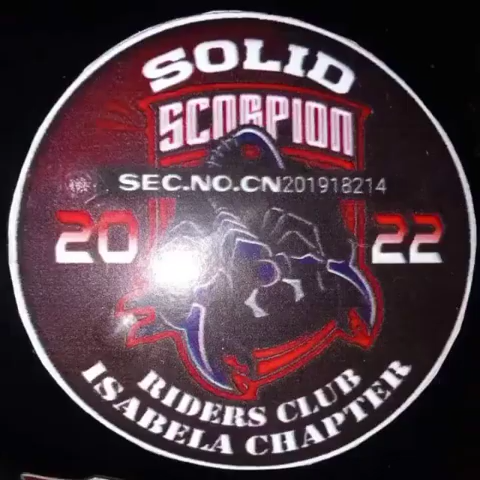 SOLID
SCORPION
SEC.NO.CN201918214
20 22
RIDERS CLUB
ISABELA CHAPTER